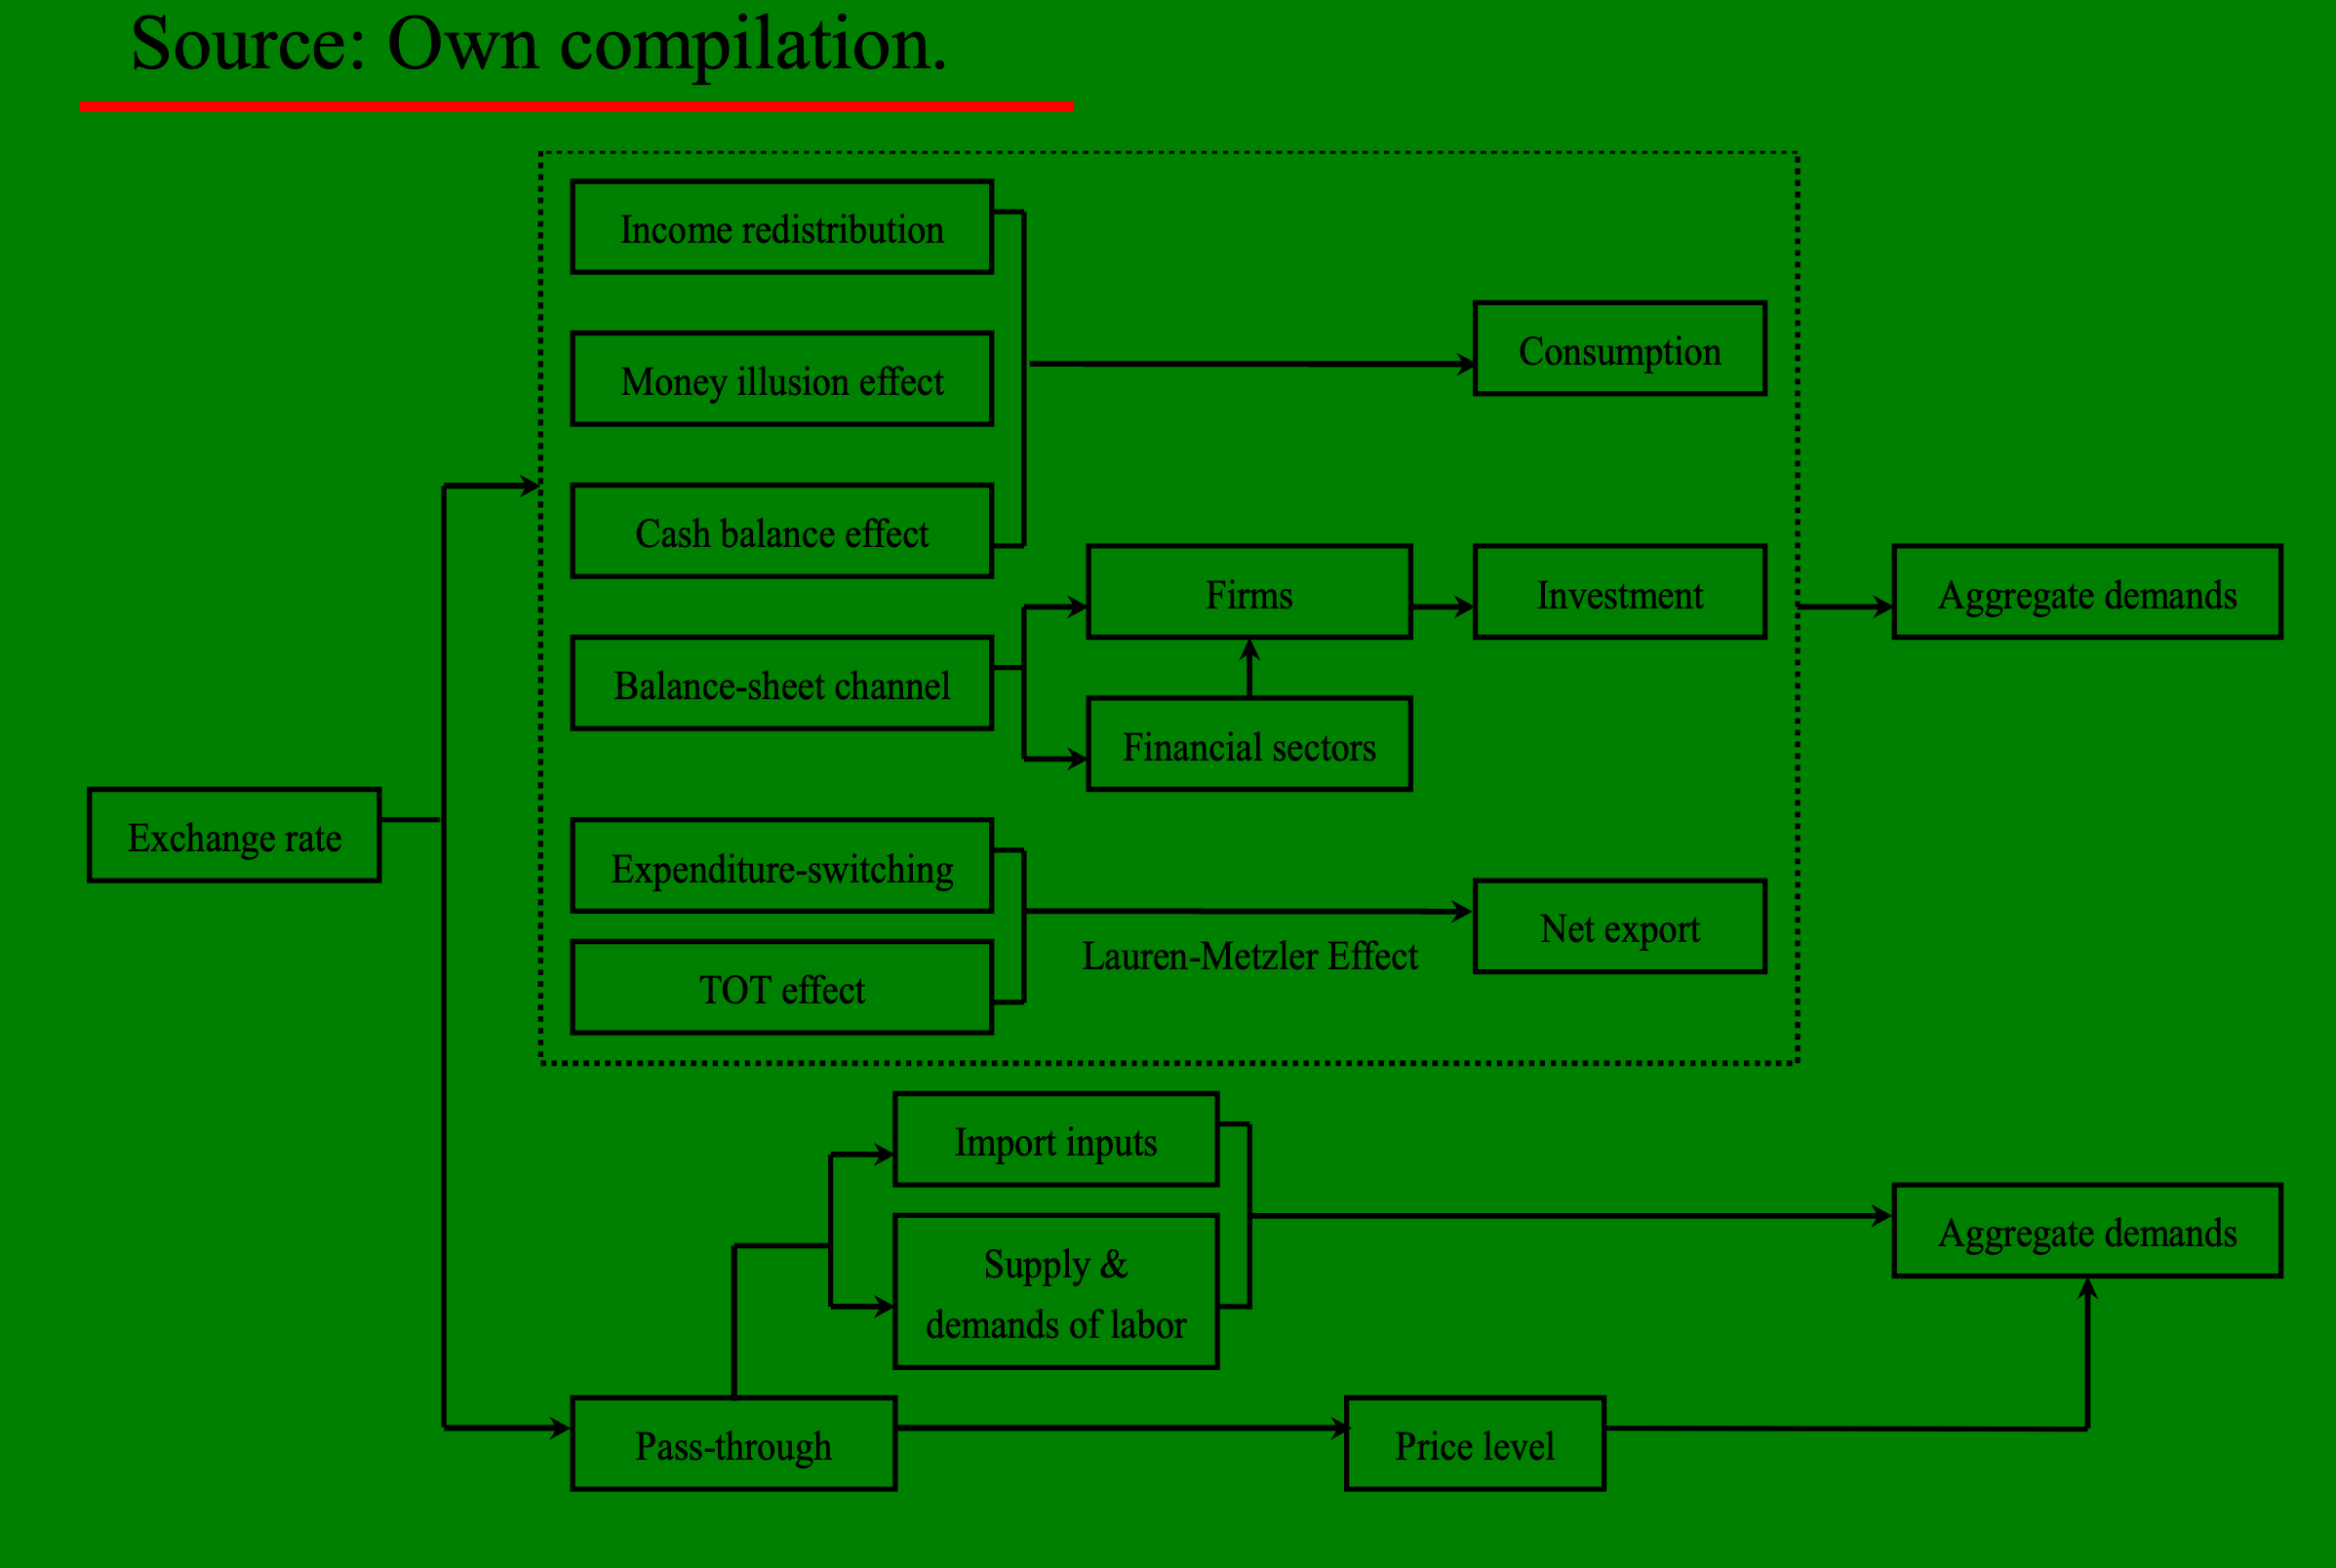 Source: Own compilation.
Income redistribution
Money illusion effect
Consumption
Cash balance effect
Firms
Investment
Aggregate demands
Balance-sheet channel
Financial sectors
Exchange rate
Expenditure-switching
Net export
Lauren-Metzler Effect
TOT effect
Import inputs
Supply &
demands of labor
Aggregate demands
Pass-through
Price level